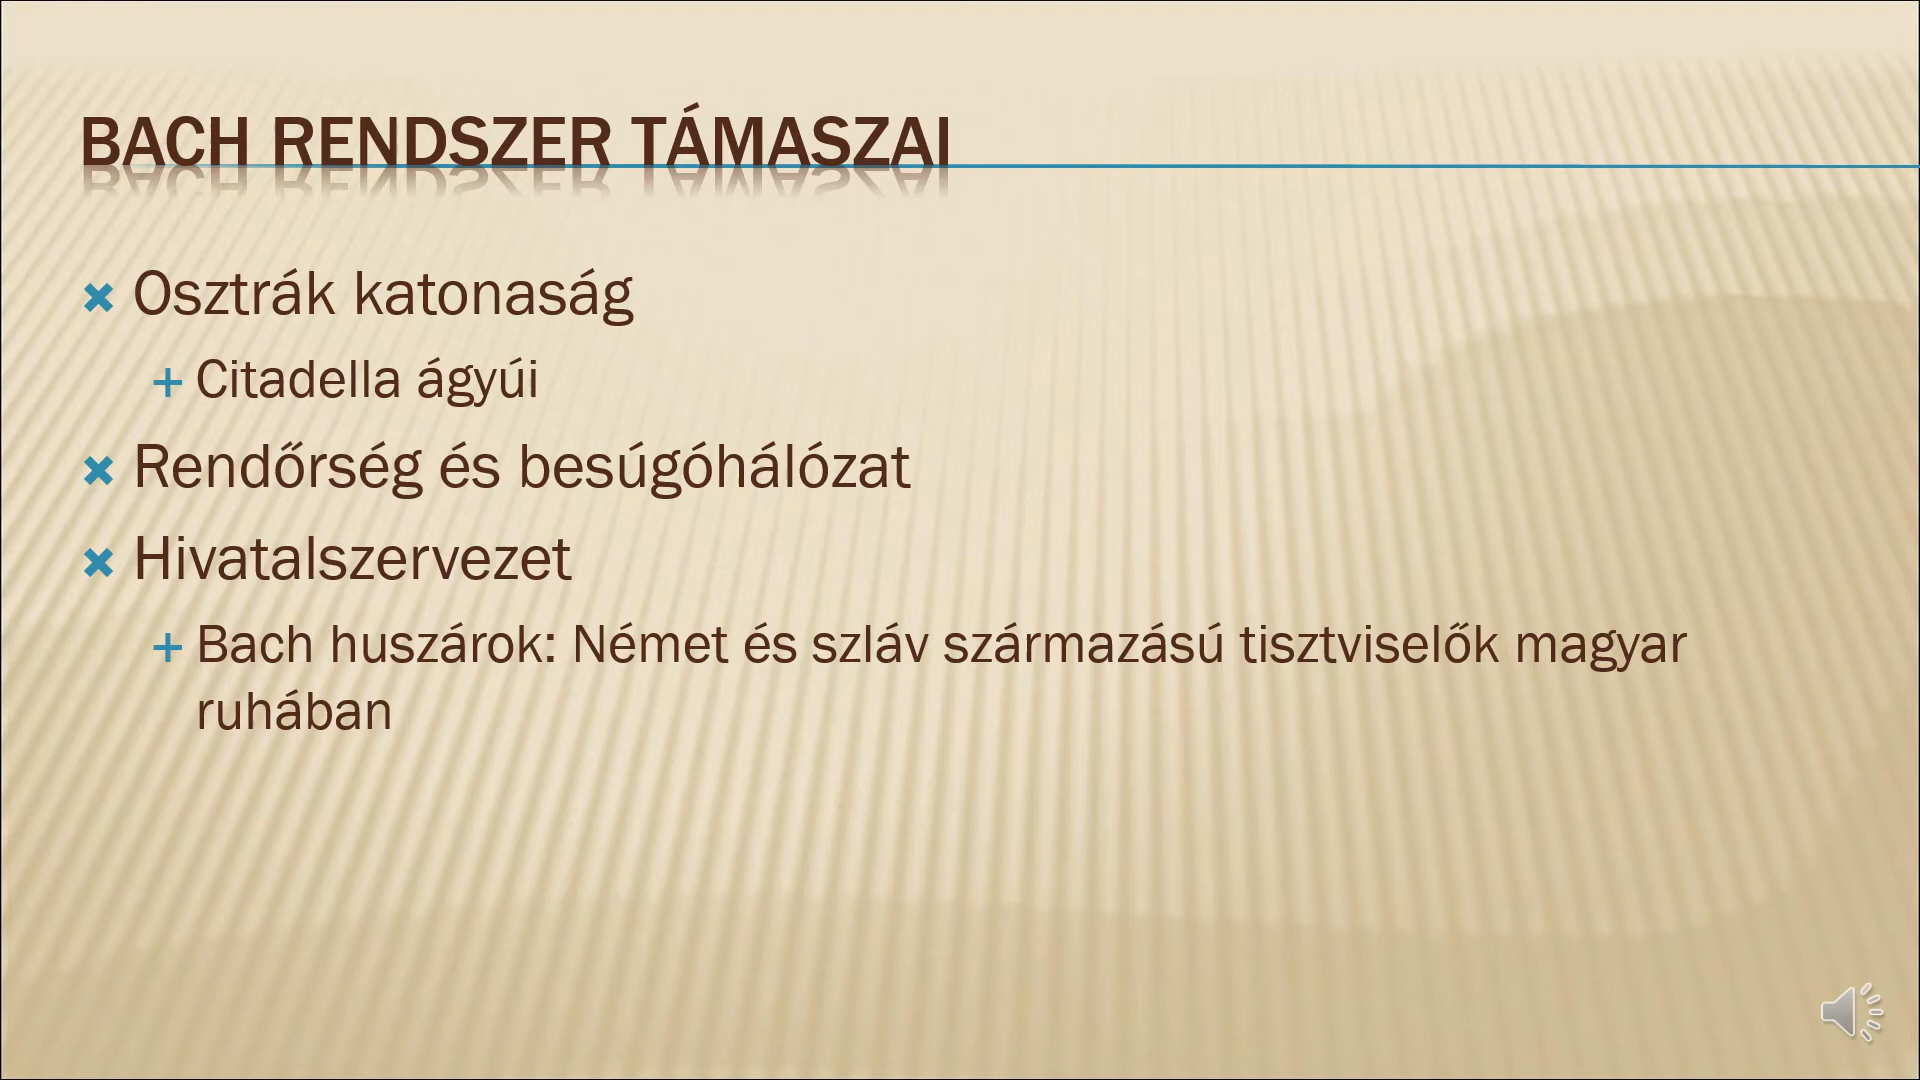 BACH RENDSZER TÁMASZAI
Osztrák katonaság
Citadella ágyúi
Rendőrség és besúgóhálózat
Hivatalszervezet
Bach huszárok: Német és szláv származású tisztviselők magyar
ruhában